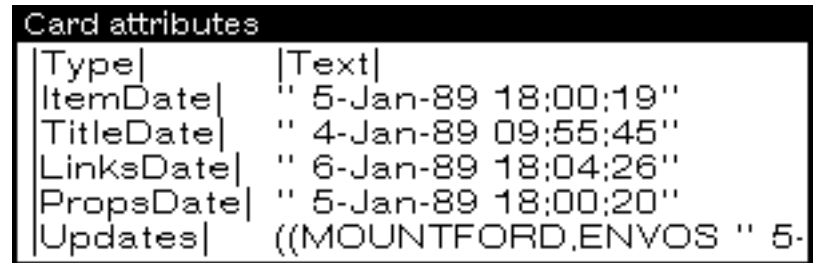 Card attributes
|Type| |Text|
|ItemDate| " 5-Jan-89 18:00:19"
|TitleDate| " 4-Jan-89 09:55:45"
|LinksDate| " 6-Jan-89 18:04:26"
|PropsDate| " 5-Jan-89 18:00:20"
|Updates| ((MOUNTFORD.ENVOS " 5-